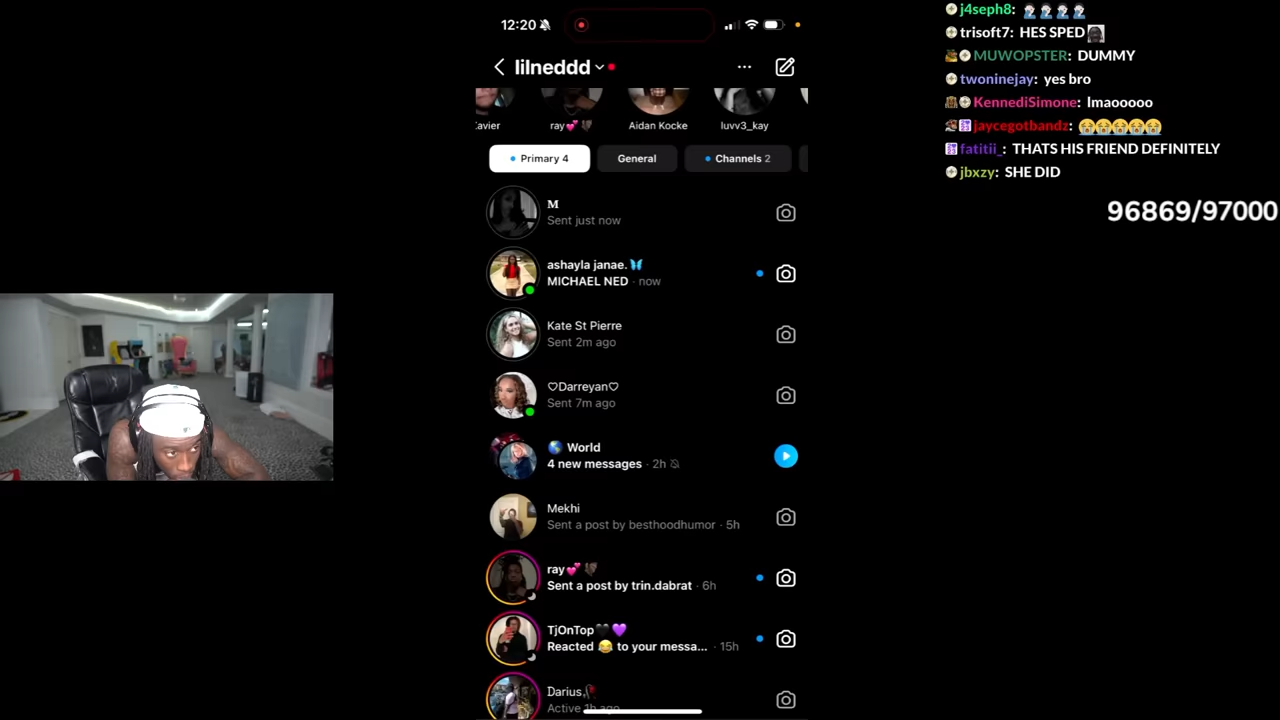 12:20
lilneddd
Xavier
ray💕
Aidan Kocke
luvv3_kay
Primary 4
General
Channels 2
M
Sent just now
ashayla janae.🦋
MICHAEL NED · now
Kate St Pierre
Sent 2m ago
♡Darreyan♡
Sent 7m ago
🌎 World
4 new messages · 2h
Mekhi
Sent a post by besthoodhumor · 5h
ray💕
Sent a post by trin.dabrat · 6h
TjOnTop🖤💜
Reacted 😂 to your messa... · 15h
Darius🥀
Active 1h ago
j4seph8: 🤦🏻‍♂️🤦🏻‍♂️🤦🏻‍♂️🤦🏻‍♂️
trisoft7: HES SPED
MUWOPSTER: DUMMY
twoninejay: yes bro
KennediSimone: lmaooooo
jaycegotbandz: 😭😭😭😭😭
fatitii_: THATS HIS FRIEND DEFINITELY
jbxzy: SHE DID
96869/97000